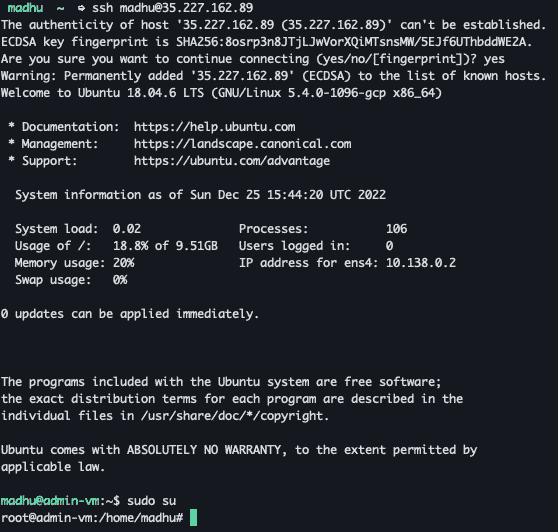 madhu ~ ⇨ ssh madhu@35.227.162.89
The authenticity of host '35.227.162.89 (35.227.162.89)' can't be established.
ECDSA key fingerprint is SHA256:8osrp3n8JTjLJwVorXQiMTsnsMW/5EJf6UThbddWE2A.
Are you sure you want to continue connecting (yes/no/[fingerprint])? yes
Warning: Permanently added '35.227.162.89' (ECDSA) to the list of known hosts.
Welcome to Ubuntu 18.04.6 LTS (GNU/Linux 5.4.0-1096-gcp x86_64)
* Documentation: https://help.ubuntu.com
* Management: https://landscape.canonical.com
* Support: https://ubuntu.com/advantage
System information as of Sun Dec 25 15:44:20 UTC 2022
System load: 0.02 Processes: 106
Usage of /: 18.8% of 9.51GB Users logged in: 0
Memory usage: 20% IP address for ens4: 10.138.0.2
Swap usage: 0%
0 updates can be applied immediately.
The programs included with the Ubuntu system are free software;
the exact distribution terms for each program are described in the
individual files in /usr/share/doc/*/copyright.
Ubuntu comes with ABSOLUTELY NO WARRANTY, to the extent permitted by
applicable law.
madhu@admin-vm:~$ sudo su
root@admin-vm:/home/madhu#